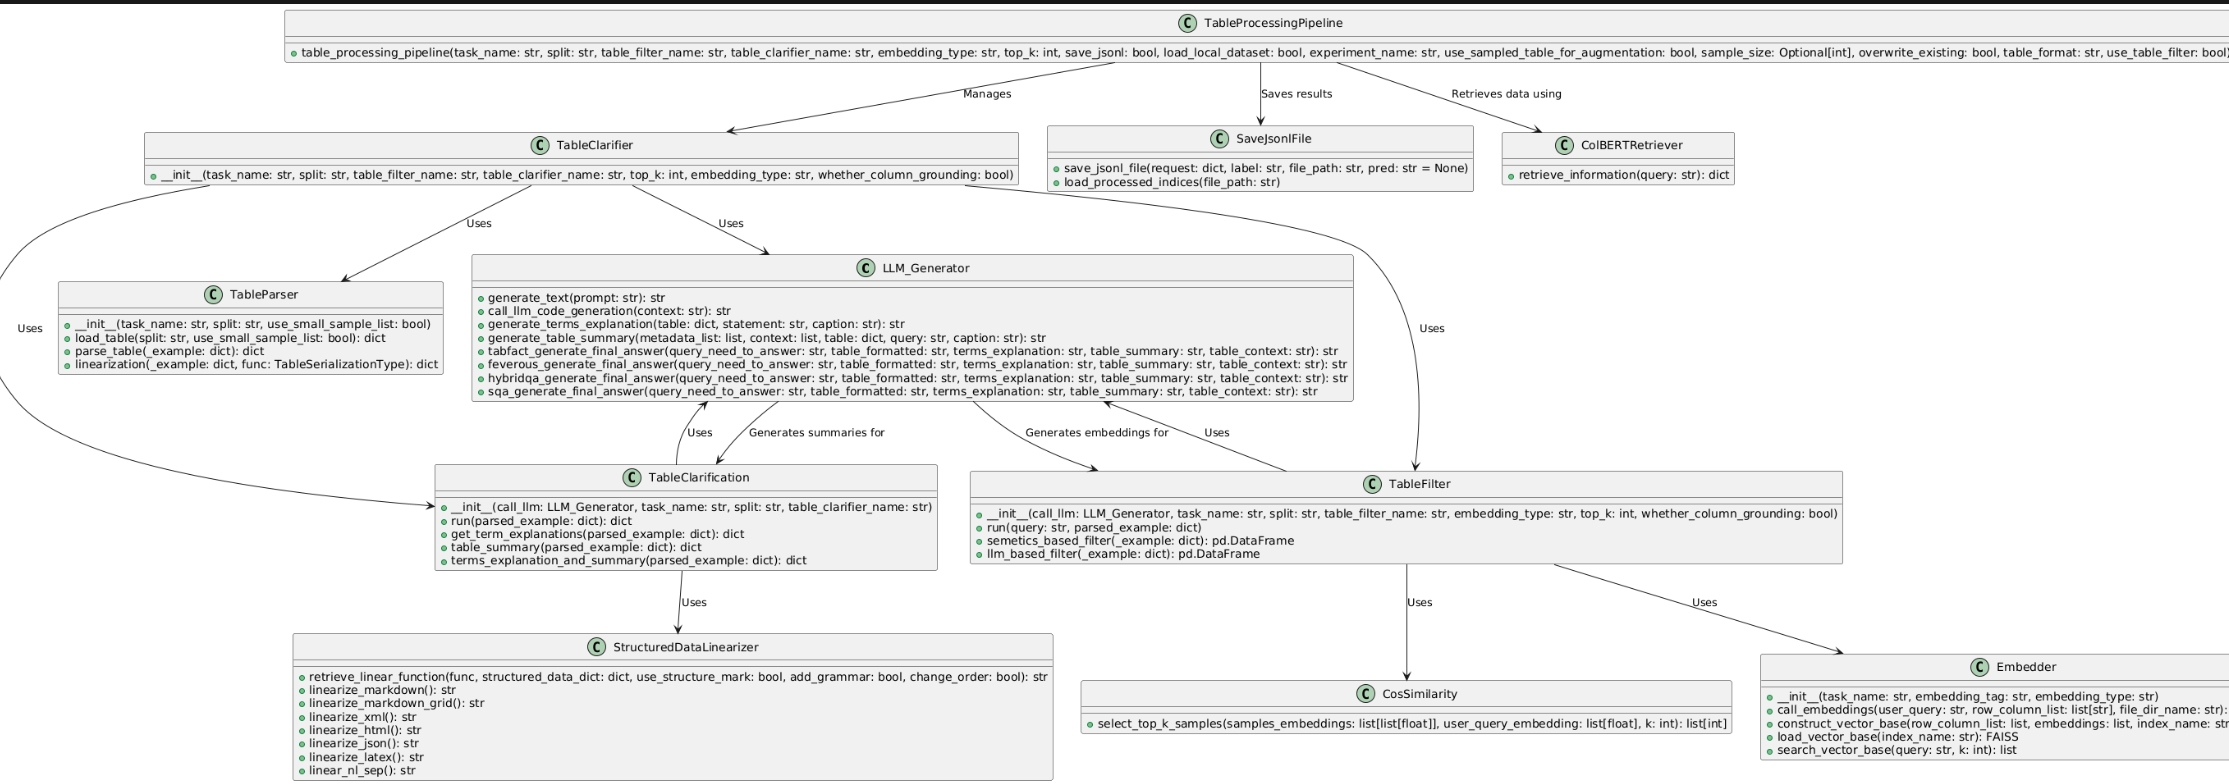 C TableProcessingPipeline
table_processing_pipeline(task_name: str, split: str, table_filter_name: str, table_clarifier_name: str, embedding_type: str, top_k: int, save_jsonl: bool, load_local_dataset: bool, experiment_name: str, use_sampled_table_for_augmentation: bool, sample_size: Optional[int], overwrite_existing: bool, table_format: str, use_table_filter: bool)
Manages
Saves results
Retrieves data using
C TableClarifier
__init__(task_name: str, split: str, table_filter_name: str, table_clarifier_name: str, top_k: int, embedding_type: str, whether_column_grounding: bool)
C SaveJsonlFile
save_jsonl_file(request: dict, label: str, file_path: str, pred: str = None)
load_processed_indices(file_path: str)
C ColBERTRetriever
retrieve_information(query: str): dict
Uses
Uses
Uses
Uses
C TableParser
__init__(task_name: str, split: str, use_small_sample_list: bool)
load_table(split: str, use_small_sample_list: bool): dict
parse_table(_example: dict): dict
linearization(_example: dict, func: TableSerializationType): dict
C LLM_Generator
generate_text(prompt: str): str
call_llm_code_generation(context: str): str
generate_terms_explanation(table: dict, statement: str, caption: str): str
generate_table_summary(metadata_list: list, context: list, table: dict, query: str, caption: str): str
tabfact_generate_final_answer(query_need_to_answer: str, table_formatted: str, terms_explanation: str, table_summary: str, table_context: str): str
feverous_generate_final_answer(query_need_to_answer: str, table_formatted: str, terms_explanation: str, table_summary: str, table_context: str): str
hybridqa_generate_final_answer(query_need_to_answer: str, table_formatted: str, terms_explanation: str, table_summary: str, table_context: str): str
sqa_generate_final_answer(query_need_to_answer: str, table_formatted: str, terms_explanation: str, table_summary: str, table_context: str): str
Uses
Generates summaries for
Generates embeddings for
Uses
C TableClarification
__init__(call_llm: LLM_Generator, task_name: str, split: str, table_clarifier_name: str)
run(parsed_example: dict): dict
get_term_explanations(parsed_example: dict): dict
table_summary(parsed_example: dict): dict
terms_explanation_and_summary(parsed_example: dict): dict
C TableFilter
__init__(call_llm: LLM_Generator, task_name: str, split: str, table_filter_name: str, embedding_type: str, top_k: int, whether_column_grounding: bool)
run(query: str, parsed_example: dict)
semetics_based_filter(_example: dict): pd.DataFrame
llm_based_filter(_example: dict): pd.DataFrame
Uses
Uses
Uses
C StructuredDataLinearizer
retrieve_linear_function(func, structured_data_dict: dict, use_structure_mark: bool, add_grammar: bool, change_order: bool): str
linearize_markdown(): str
linearize_markdown_grid(): str
linearize_xml(): str
linearize_html(): str
linearize_json(): str
linearize_latex(): str
linear_nl_sep(): str
C CosSimilarity
select_top_k_samples(samples_embeddings: list[list[float]], user_query_embedding: list[float], k: int): list[int]
C Embedder
__init__(task_name: str, embedding_tag: str, embedding_type: str)
call_embeddings(user_query: str, row_column_list: list[str], file_dir_name: str):
construct_vector_base(row_column_list: list, embeddings: list, index_name: str
load_vector_base(index_name: str): FAISS
search_vector_base(query: str, k: int): list